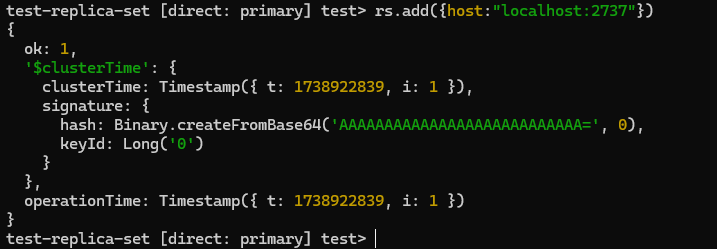 test-replica-set [direct: primary] test> rs.add({host:"localhost:2737"})
{
  ok: 1,
  '$clusterTime': {
    clusterTime: Timestamp({ t: 1738922839, i: 1 }),
    signature: {
      hash: Binary.createFromBase64('AAAAAAAAAAAAAAAAAAAAAAAAAAA=', 0),
      keyId: Long('0')
    }
  },
  operationTime: Timestamp({ t: 1738922839, i: 1 })
}
test-replica-set [direct: primary] test>